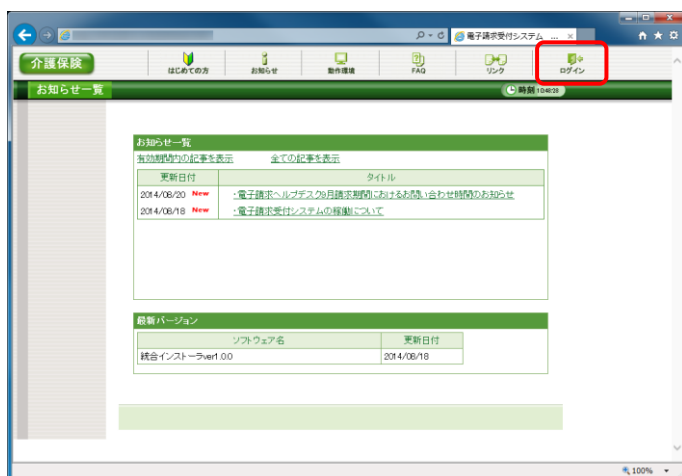 電子請求受付システム ...
介護保険
はじめての方
お知らせ
動作環境
FAQ
リンク
ログイン
お知らせ一覧
時刻 10:48:28
お知らせ一覧
有効期間内の記事を表示 全ての記事を表示
更新日付 タイトル
2014/08/20 New ・電子請求ヘルプデスク9月請求期間におけるお問い合わせ時間のお知らせ
2014/08/18 New ・電子請求受付システムの稼働について
最新バージョン
ソフトウェア名 更新日付
統合インストーラver1.0.0 2014/08/18
100%